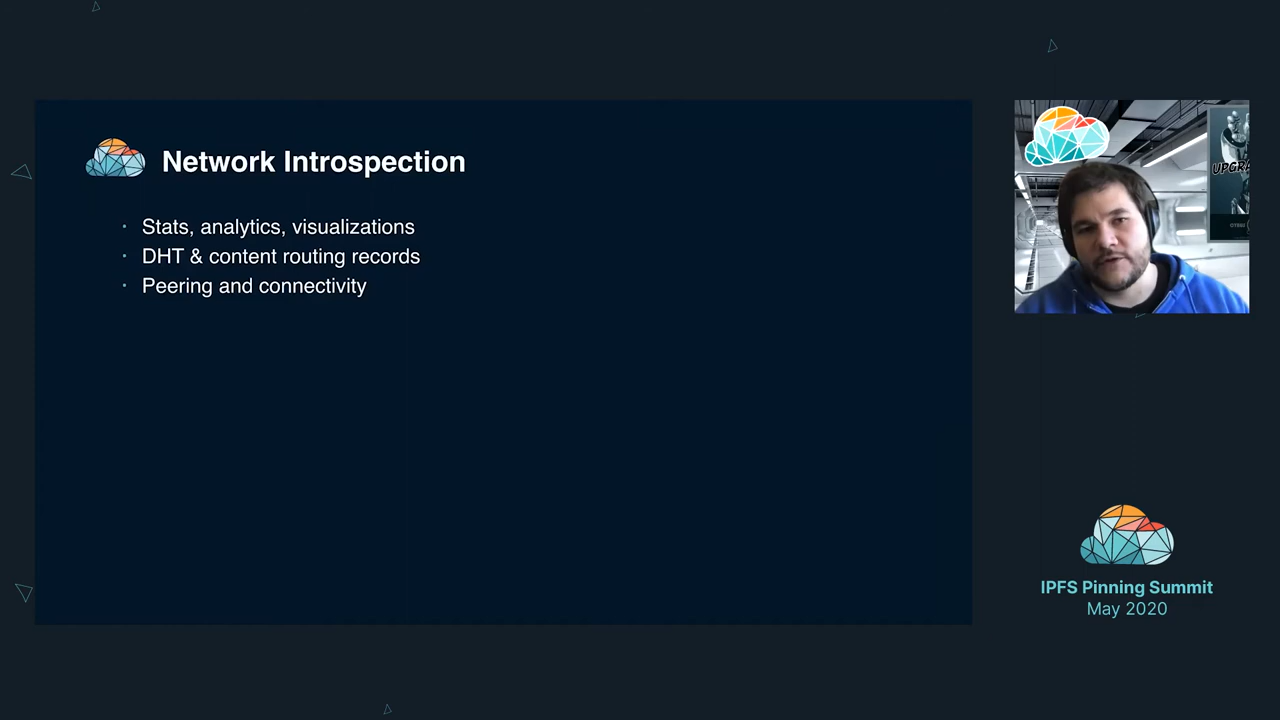 Network Introspection
· Stats, analytics, visualizations
· DHT & content routing records
· Peering and connectivity
IPFS Pinning Summit
May 2020